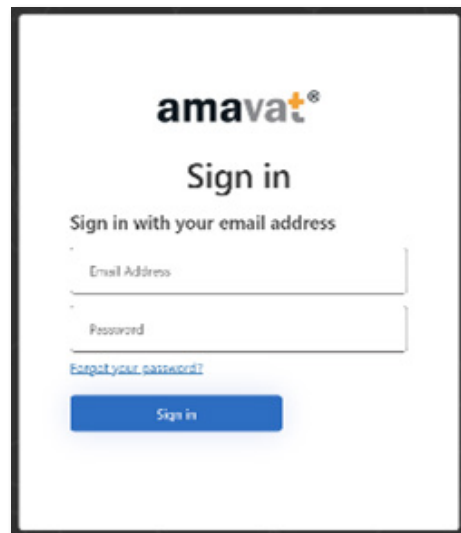 amavat®
Sign in
Sign in with your email address
Email Address
Password
Forgot your password?
Sign in